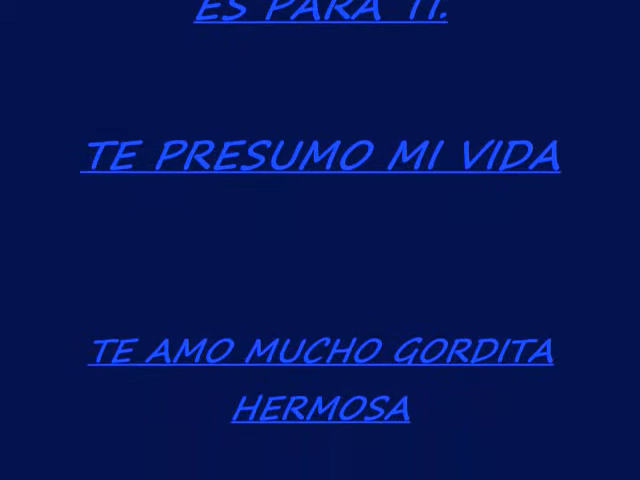 ES PARA TI.
TE PRESUMO MI VIDA
TE AMO MUCHO GORDITA
HERMOSA